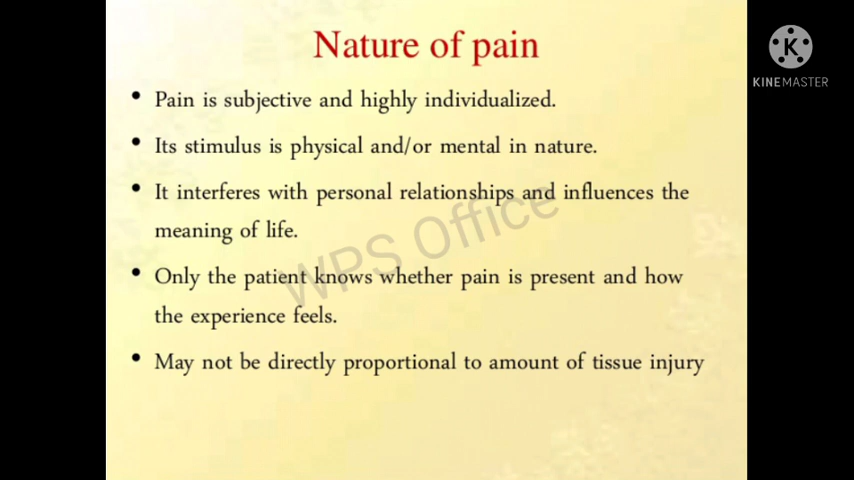 Nature of pain
• Pain is subjective and highly individualized.
• Its stimulus is physical and/or mental in nature.
• It interferes with personal relationships and influences the
meaning of life.
• Only the patient knows whether pain is present and how
the experience feels.
• May not be directly proportional to amount of tissue injury
WPS Office
K
KINEMASTER